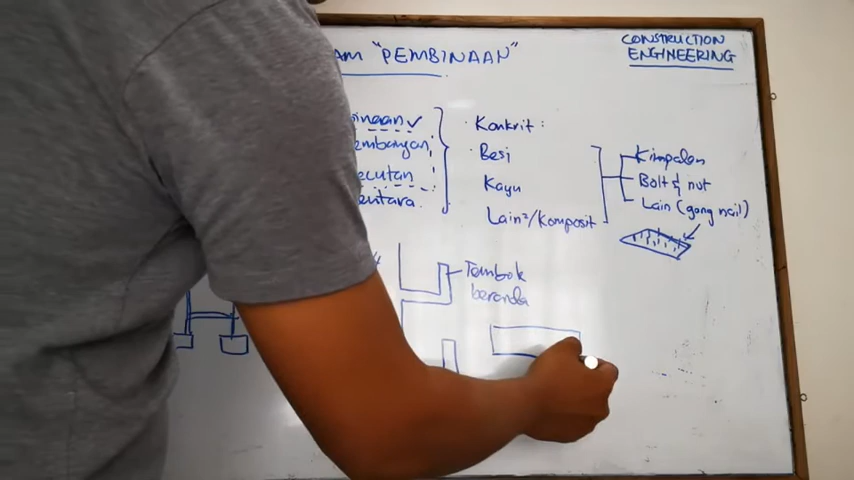 "PEMBINAAN"
CONSTRUCTION
ENGINEERING
Konkrit :
Besi
Kayu
Lain²/Komposit
Kimpalan
Bolt & nut
Lain (gang nail)
Tembok
beranda